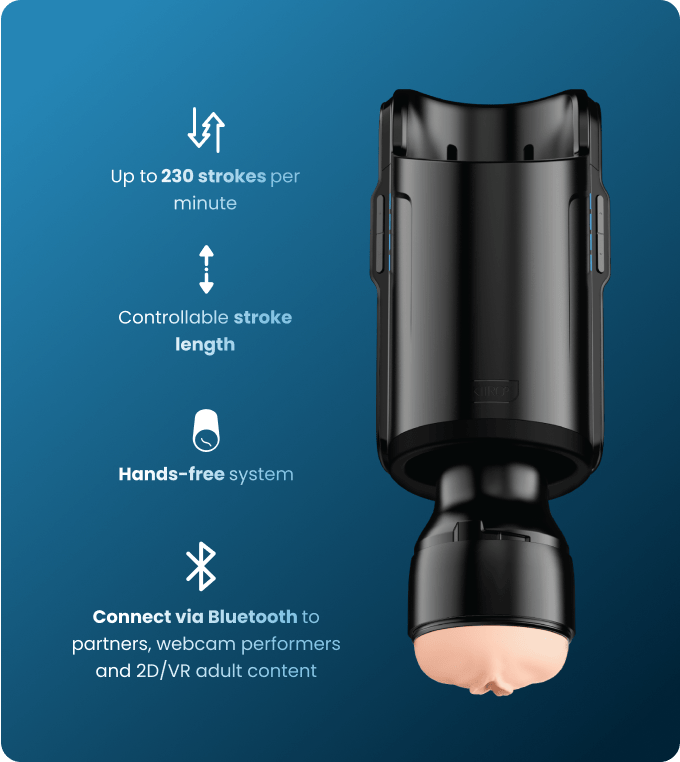 Up to 230 strokes per
minute
Controllable stroke
length
Hands-free system
Connect via Bluetooth to
partners, webcam performers
and 2D/VR adult content